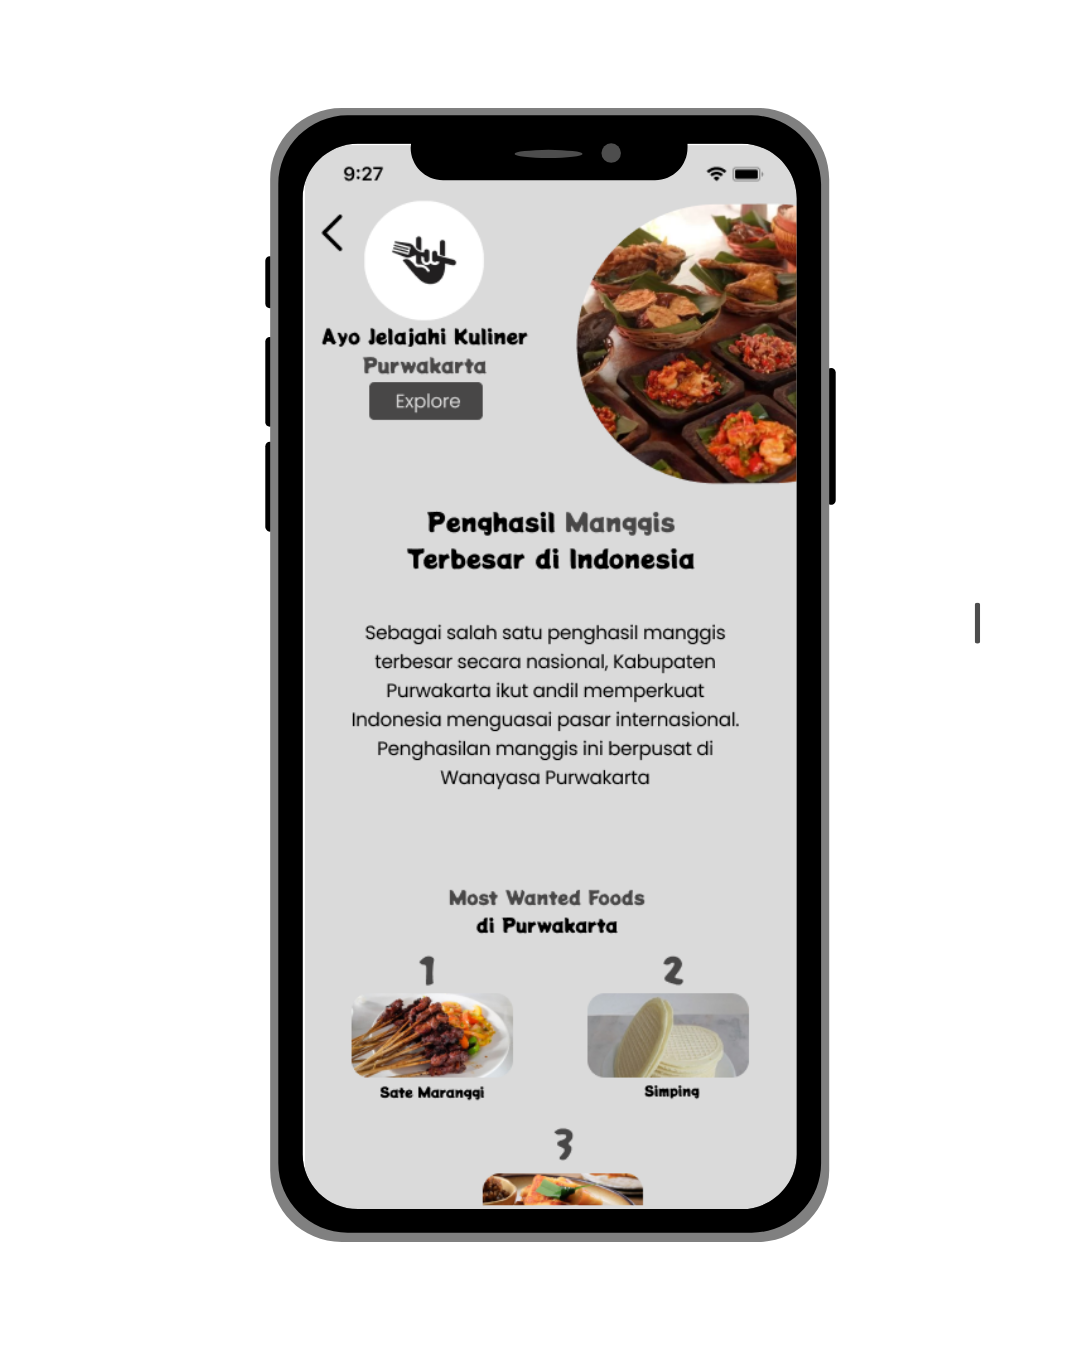 9:27
Ayo Jelajahi Kuliner
Purwakarta
Explore
Penghasil Manggis
Terbesar di Indonesia
Sebagai salah satu penghasil manggis
terbesar secara nasional, Kabupaten
Purwakarta ikut andil memperkuat
Indonesia menguasai pasar internasional.
Penghasilan manggis ini berpusat di
Wanayasa Purwakarta
Most Wanted Foods
di Purwakarta
1
2
Sate Maranggi
Simping
3